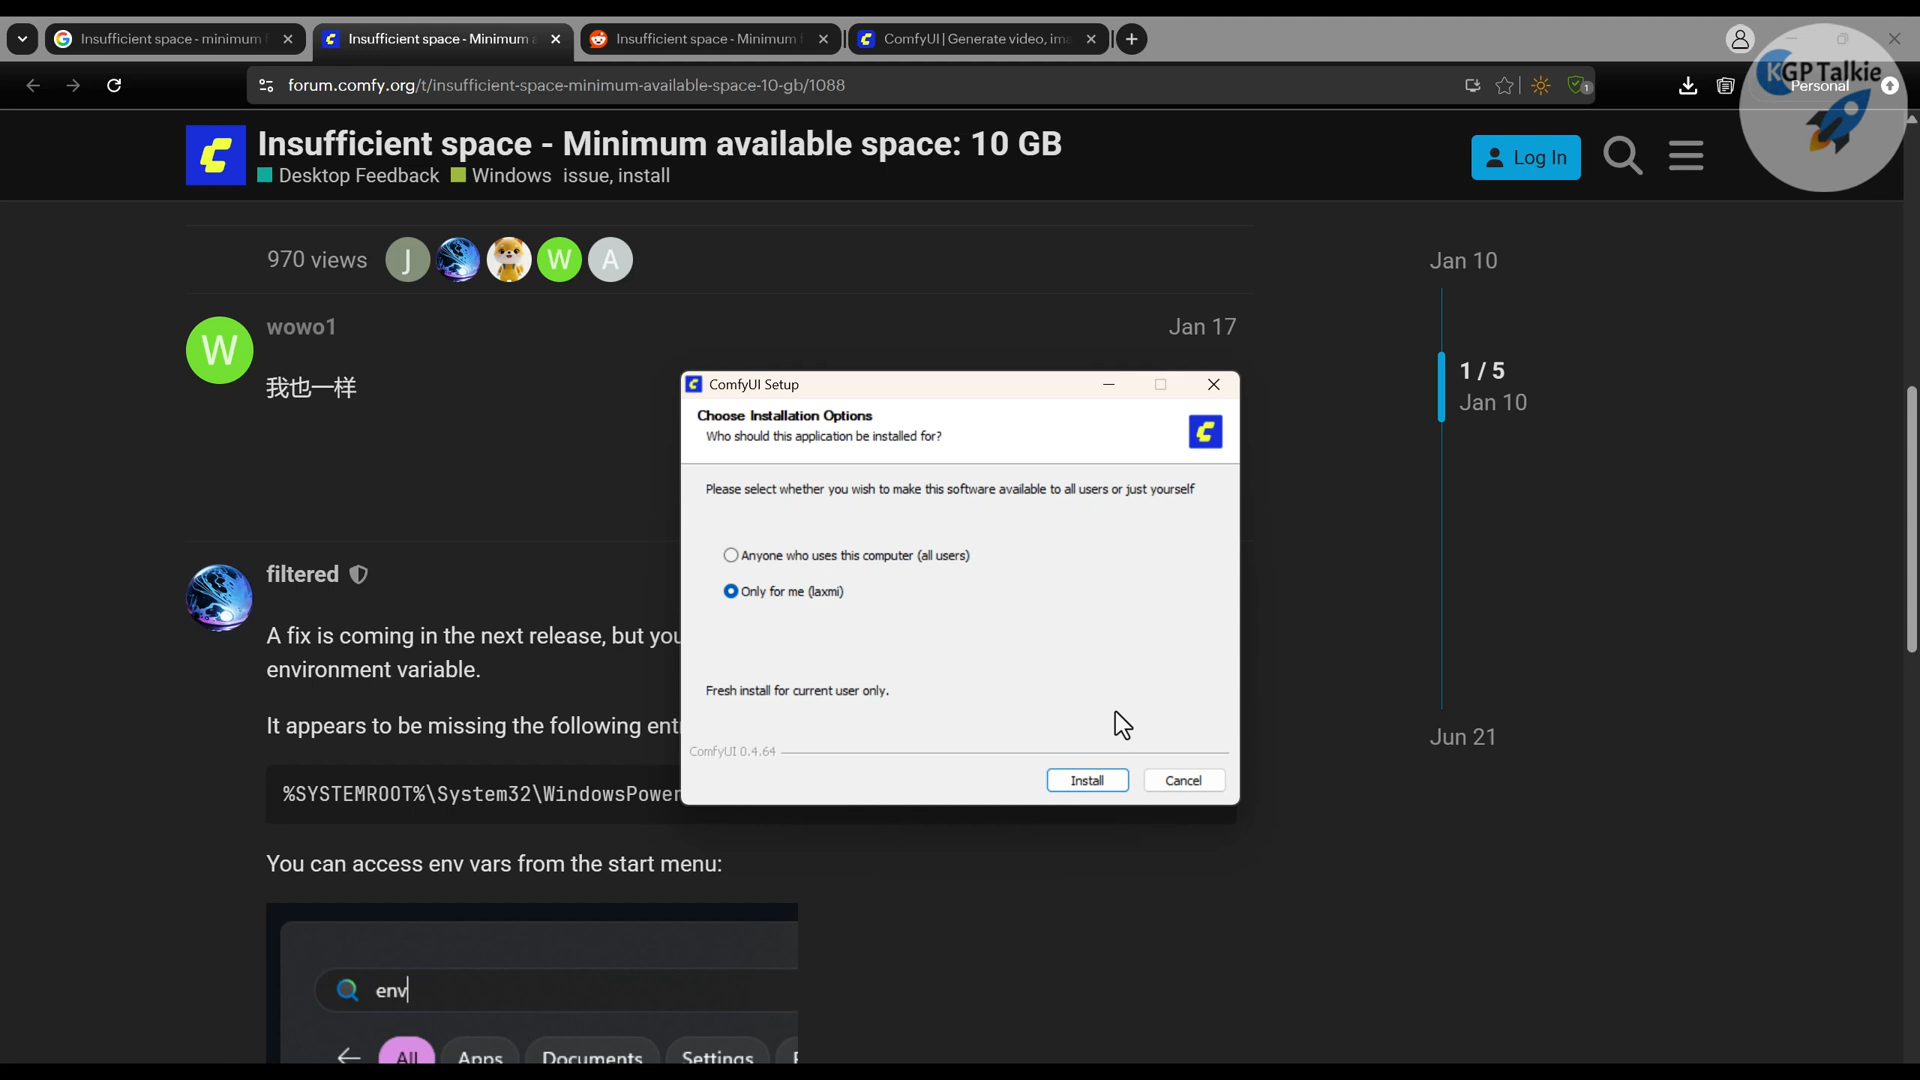 Insufficient space - minimum f
Insufficient space - Minimum a
Insufficient space - Minimum f
ComfyUI | Generate video, ima
forum.comfy.org/t/insufficient-space-minimum-available-space-10-gb/1088
1
Personal
KGP Talkie
Insufficient space - Minimum available space: 10 GB
Desktop Feedback Windows issue, install
Log In
970 views
J
W
A
Jan 10
W
wowo1
Jan 17
我也一样
1 / 5
Jan 10
Jun 21
ComfyUI Setup
Choose Installation Options
Who should this application be installed for?
Please select whether you wish to make this software available to all users or just yourself
Anyone who uses this computer (all users)
Only for me (laxmi)
Fresh install for current user only.
ComfyUI 0.4.64
Install
Cancel
filtered
A fix is coming in the next release, but you
environment variable.
It appears to be missing the following ent
%SYSTEMROOT%\System32\WindowsPower
You can access env vars from the start menu:
env
All
Apps
Documents
Settings